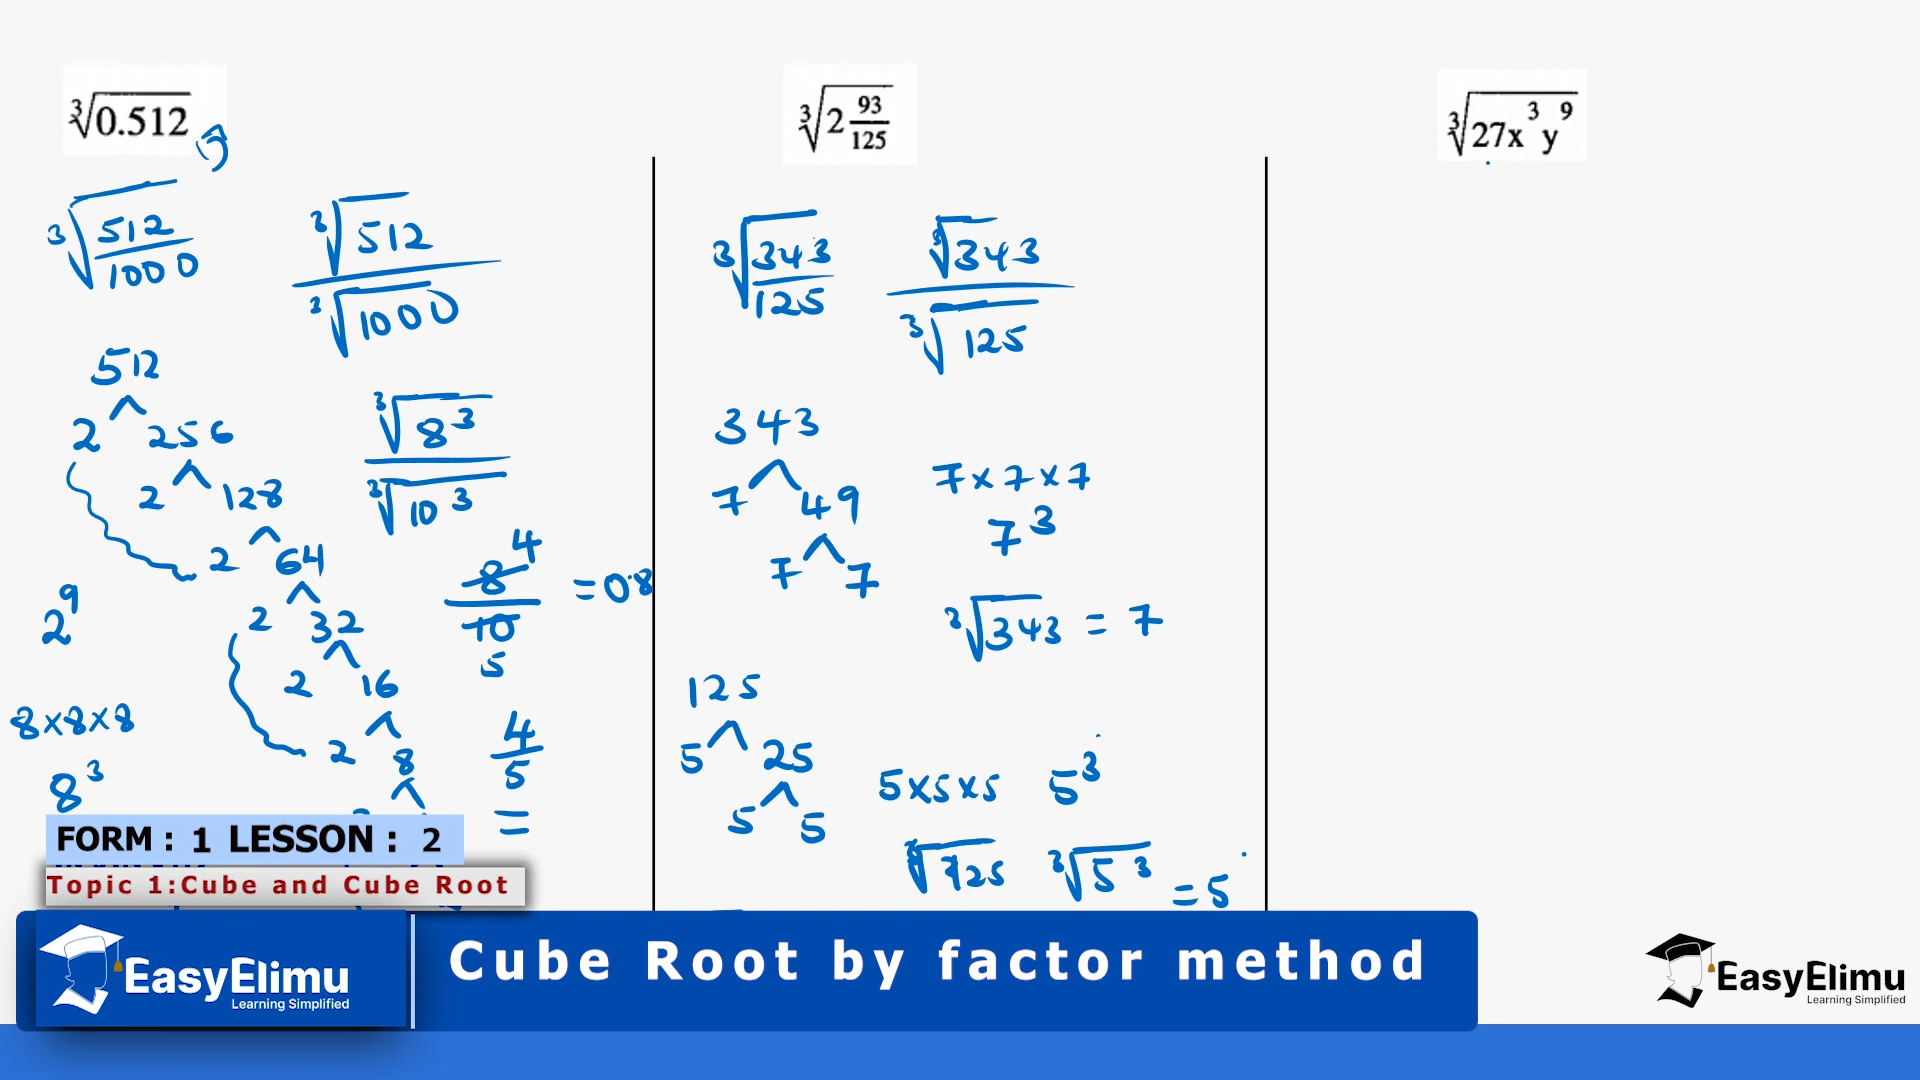 ∛0.512
∛(512/1000)
∛512 / ∛1000
512
2 256
2 128
2 64
2 32
2 16
2 8
2⁹
8×8×8
8³
∛8³ / ∛10³
8/10 4/5 = 0.8
4/5
=
∛(2 93/125)
∛(343/125)
∛343 / ∛125
343
7 49
7 7
7×7×7
7³
∛343 = 7
125
5 25
5 5
5×5×5 5³
∛125 ∛5³ = 5
∛(27x³y⁹)
FORM : 1 LESSON : 2
Topic 1:Cube and Cube Root
EasyElimu
Learning Simplified
Cube Root by factor method
EasyElimu
Learning Simplified